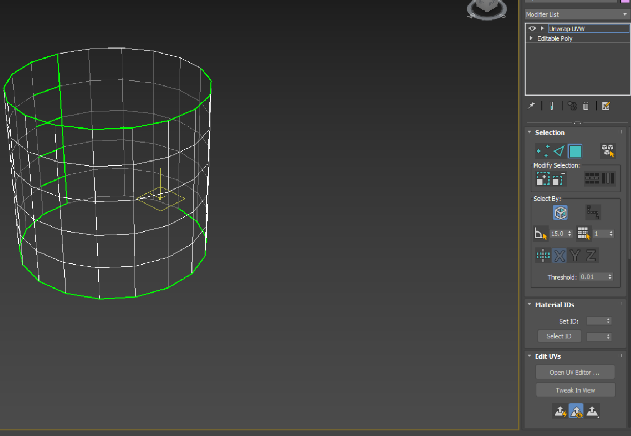 Modifier List
Unwrap UVW
Editable Poly
Selection
Modify Selection:
Select By:
15.0
1
X Y Z
Threshold: 0.01
Material IDs
Set ID:
Select ID
Edit UVs
Open UV Editor ...
Tweak In View